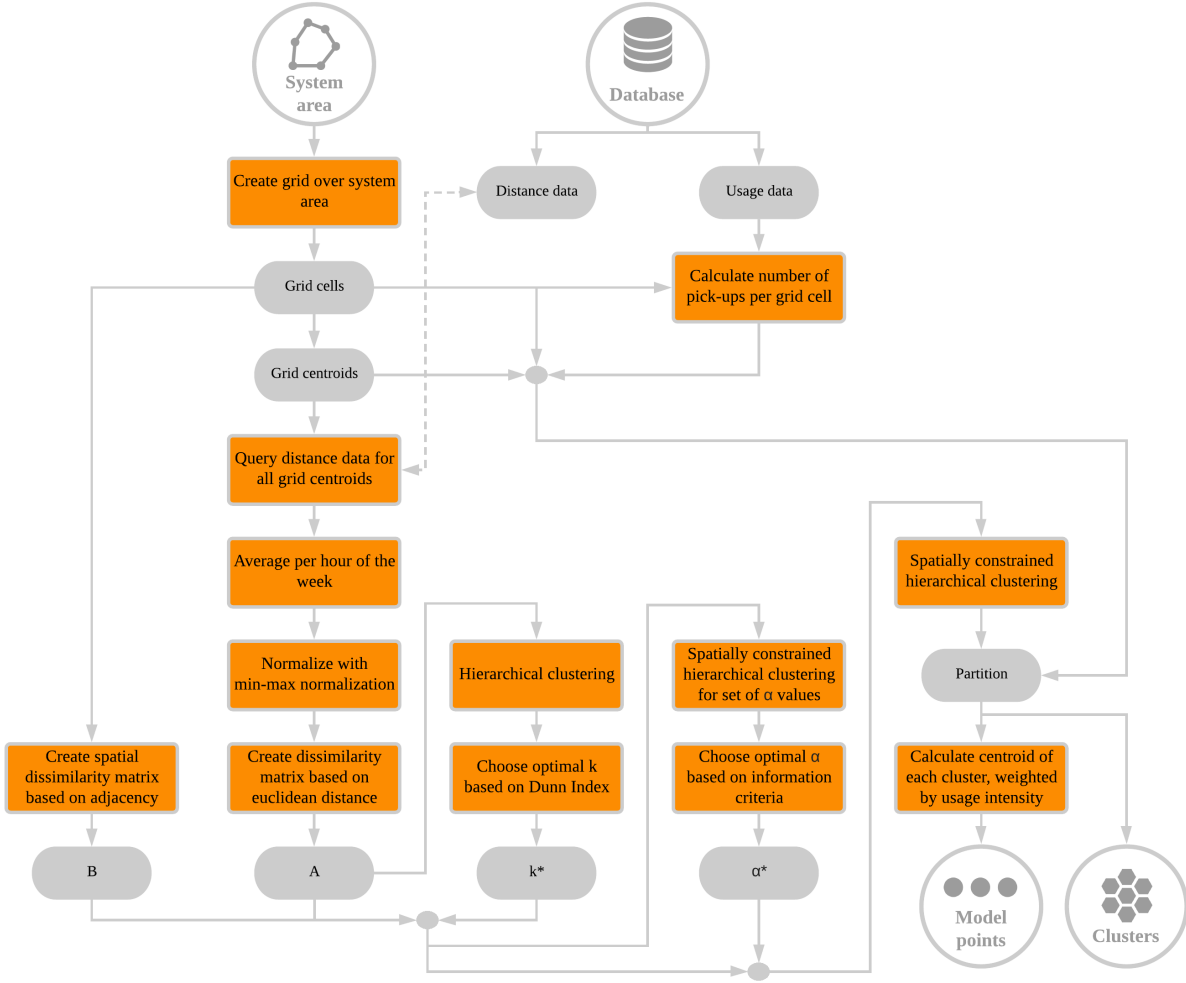 System
area
Database
Create grid over system
area
Distance data
Usage data
Grid cells
Calculate number of
pick-ups per grid cell
Grid centroids
Query distance data for
all grid centroids
Average per hour of the
week
Spatially constrained
hierarchical clustering
Normalize with
min-max normalization
Hierarchical clustering
Spatially constrained
hierarchical clustering
for set of α values
Partition
Create spatial
dissimilarity matrix
based on adjacency
Create dissimilarity
matrix based on
euclidean distance
Choose optimal k
based on Dunn Index
Choose optimal α
based on information
criteria
Calculate centroid of
each cluster, weighted
by usage intensity
B
A
k*
α*
Model
points
Clusters